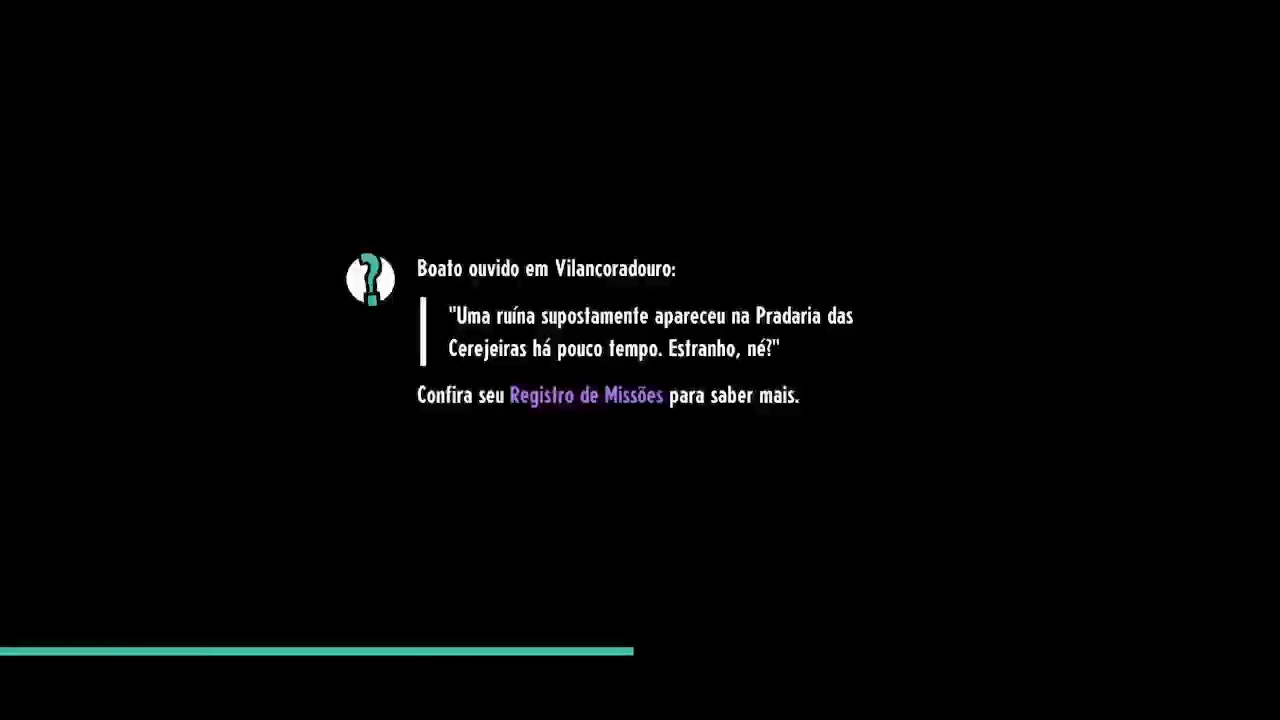 Boato ouvido em Vilancoradouro:
"Uma ruína supostamente apareceu na Pradaria das
Cerejeiras há pouco tempo. Estranho, né?"
Confira seu Registro de Missões para saber mais.